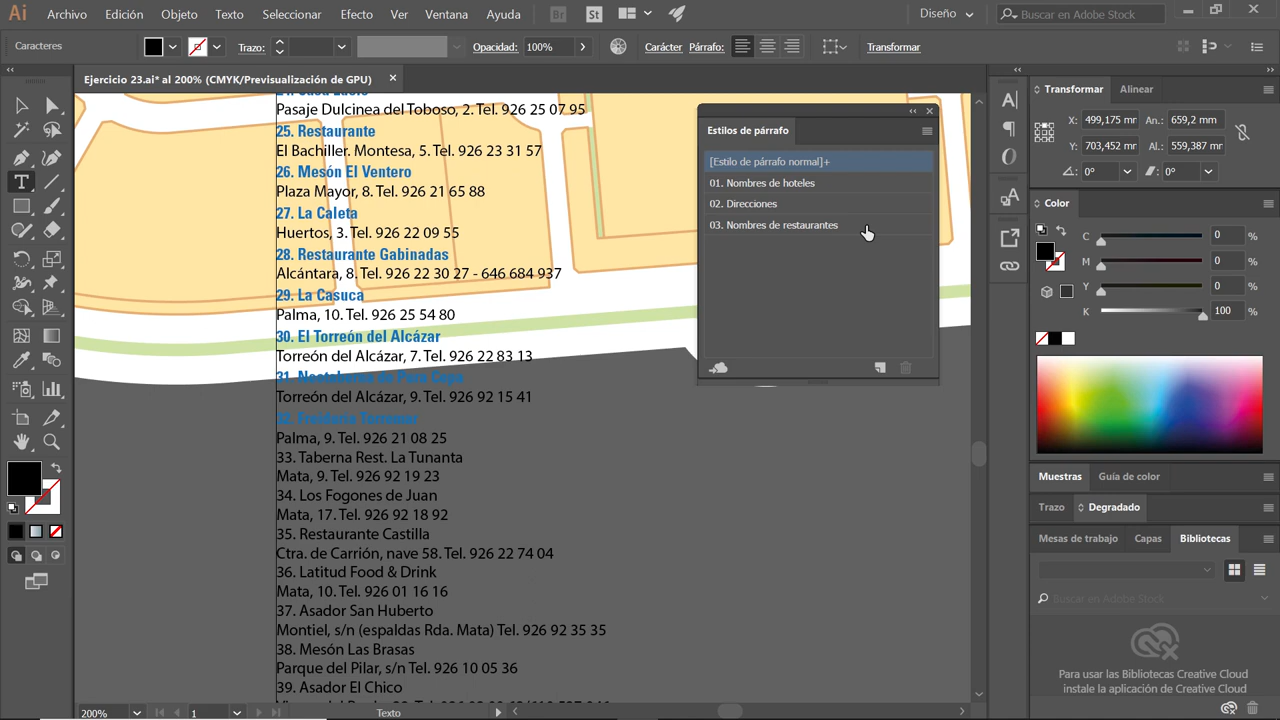 Ai Archivo Edición Objeto Texto Seleccionar Efecto Ver Ventana Ayuda Br St Diseño Buscar en Adobe Stock
Caracteres Trazo: Opacidad: 100% Carácter Párrafo: Transformar
Ejercicio 23.ai* al 200% (CMYK/Previsualización de GPU)
Pasaje Dulcinea del Toboso, 2. Tel. 926 25 07 95
25. Restaurante
El Bachiller. Montesa, 5. Tel. 926 23 31 57
26. Mesón El Ventero
Plaza Mayor, 8. Tel. 926 21 65 88
27. La Caleta
Huertos, 3. Tel. 926 22 09 55
28. Restaurante Gabinadas
Alcántara, 8. Tel. 926 22 30 27 - 646 684 937
29. La Casuca
Palma, 10. Tel. 926 25 54 80
30. El Torreón del Alcázar
Torreón del Alcázar, 7. Tel. 926 22 83 13
31. de Pura Cepa
Torreón del Alcázar, 9. Tel. 926 92 15 41
32. Freiduría
Palma, 9. Tel. 926 21 08 25
33. Taberna Rest. La Tunanta
Mata, 9. Tel. 926 92 19 23
34. Los Fogones de Juan
Mata, 17. Tel. 926 92 18 92
35. Restaurante Castilla
Ctra. de Carrión, nave 58. Tel. 926 22 74 04
36. Latitud Food & Drink
Mata, 10. Tel. 926 01 16 16
37. Asador San Huberto
Montiel, s/n (espaldas Rda. Mata) Tel. 926 92 35 35
38. Mesón Las Brasas
Parque del Pilar, s/n Tel. 926 10 05 36
39. Asador El Chico
Estilos de párrafo
[Estilo de párrafo normal]+
01. Nombres de hoteles
02. Direcciones
03. Nombres de restaurantes
Transformar Alinear
X: 499,175 mm An.: 659,2 mm
Y: 703,452 mm Al.: 559,387 mm
0° 0°
Color
C 0 %
M 0 %
Y 0 %
K 100 %
Muestras Guía de color
Trazo Degradado
Mesas de trabajo Capas Bibliotecas
Buscar en Adobe Stock
Para usar las Bibliotecas Creative Cloud
instale la aplicación de Creative Cloud
200% 1 Texto